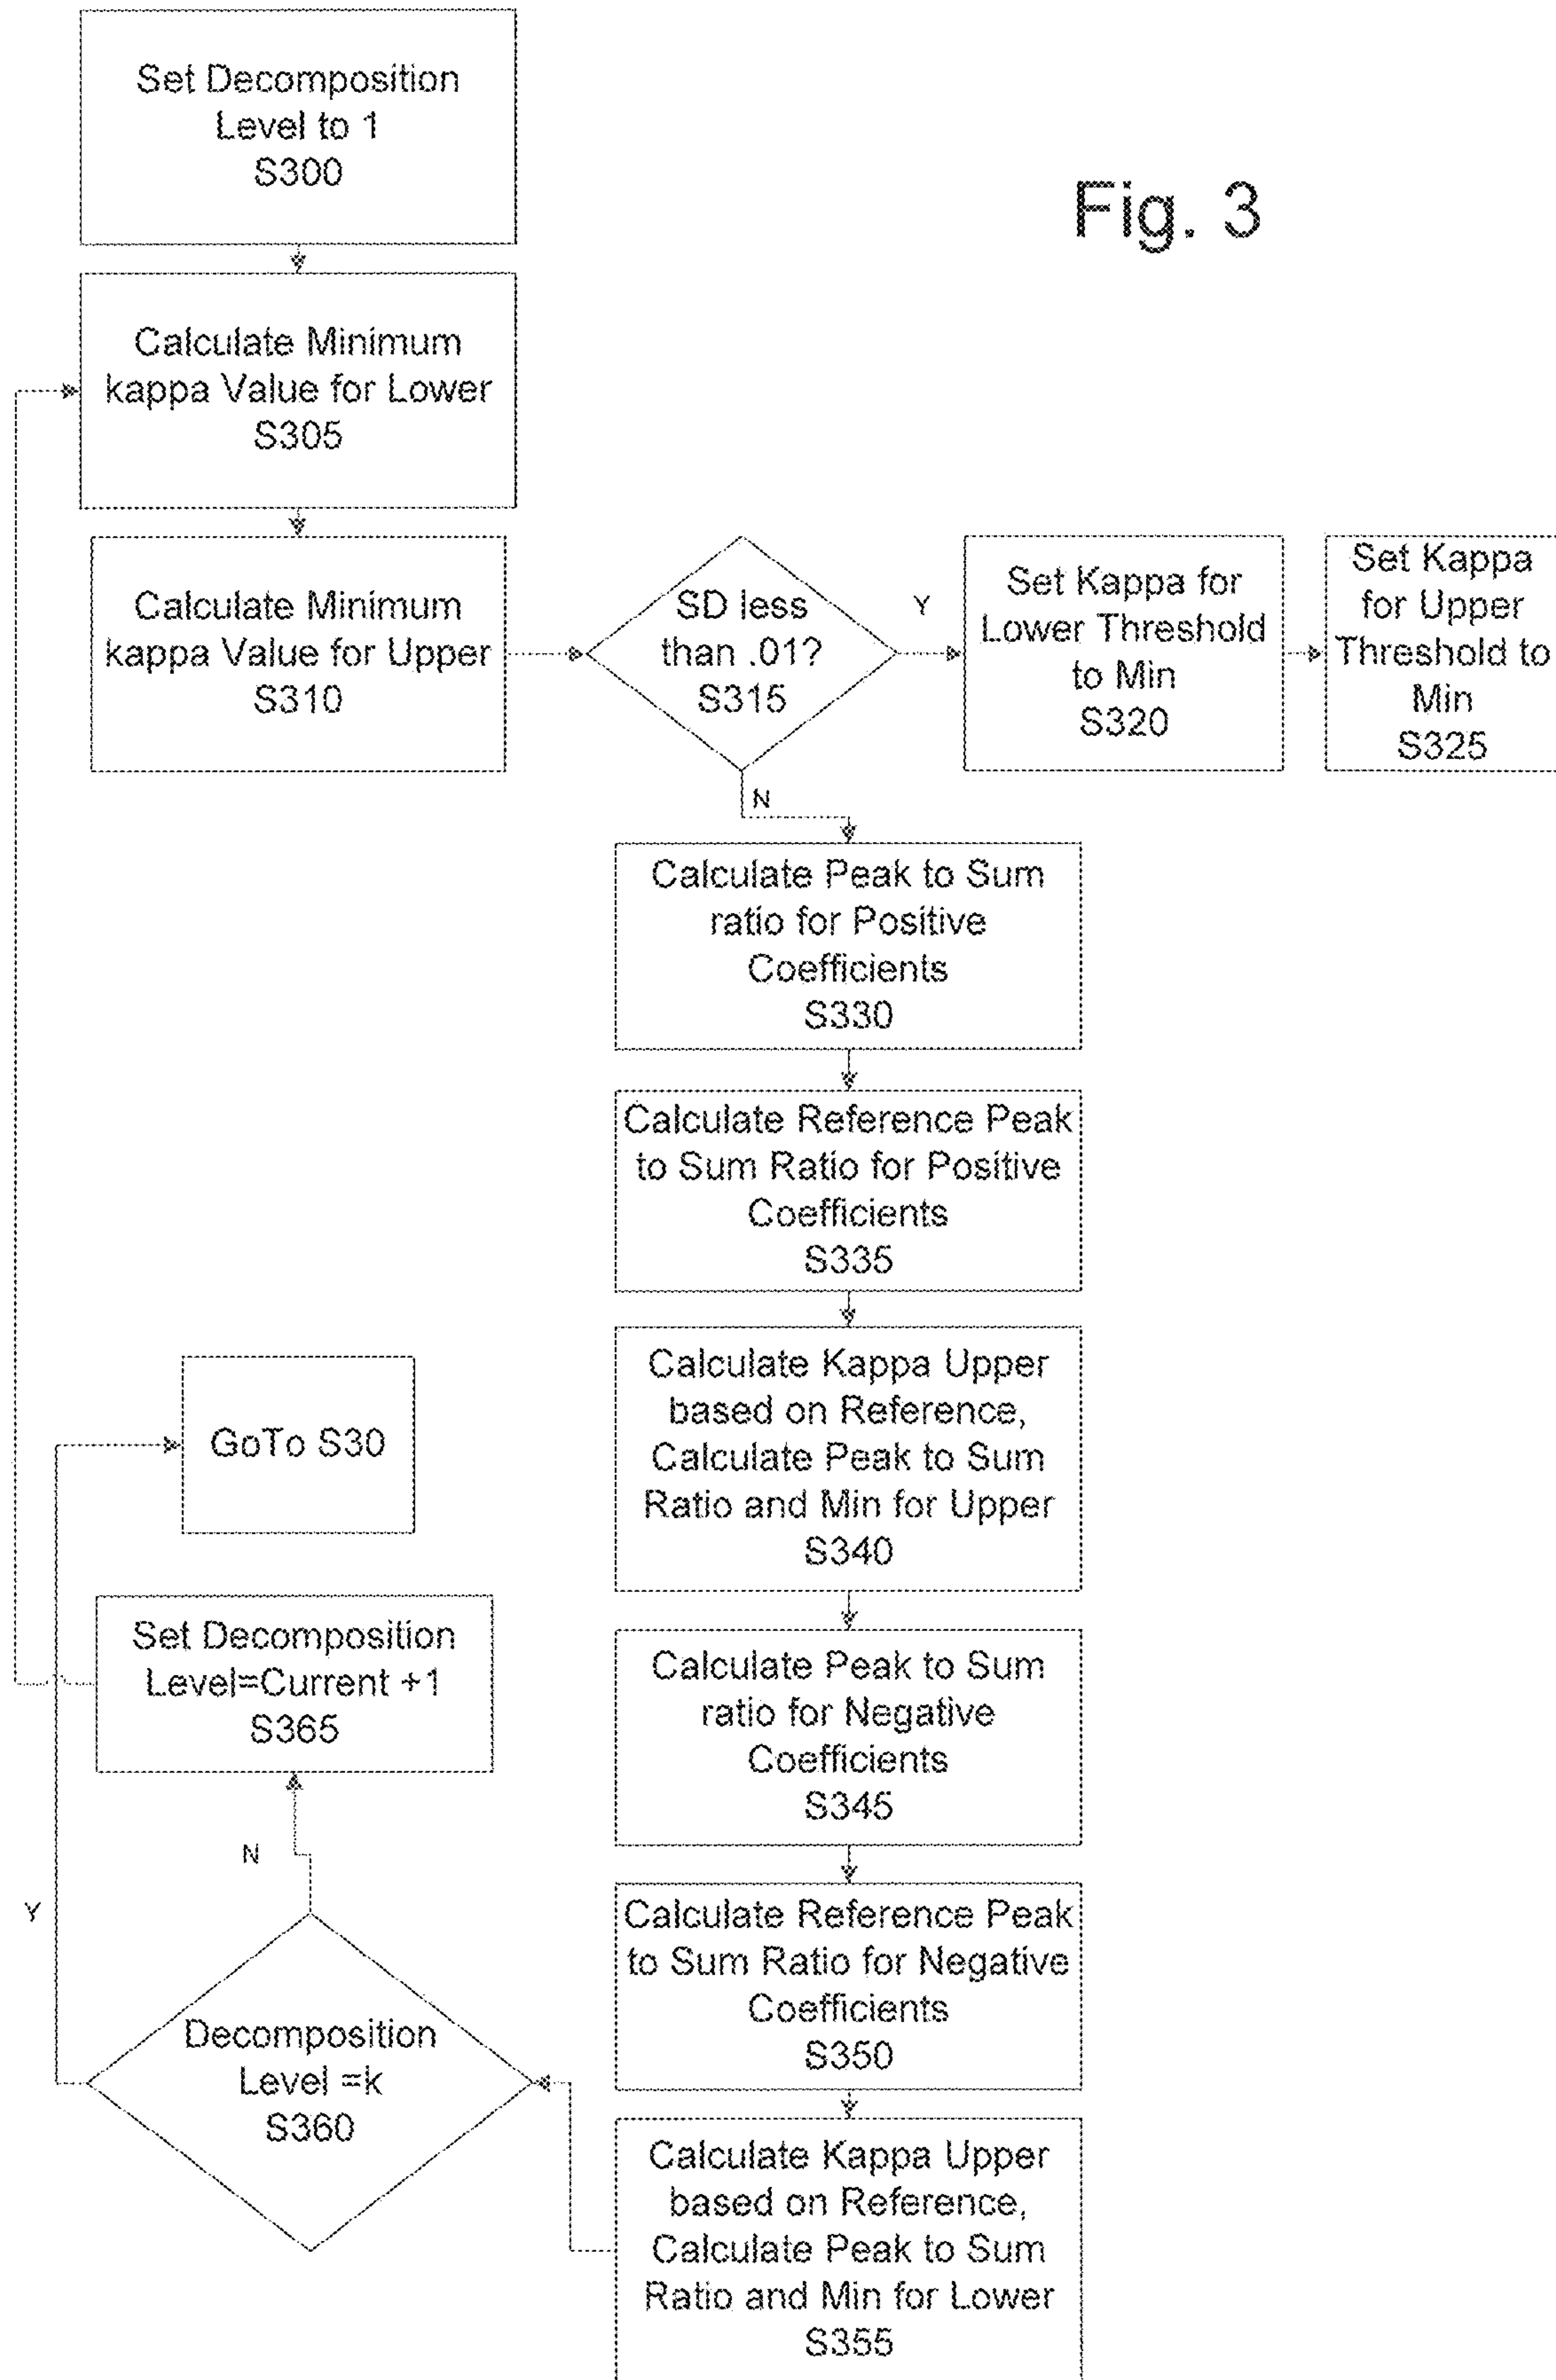 Set Decomposition
Level to 1
S300
Fig. 3
Calculate Minimum
kappa Value for Lower
S305
Calculate Minimum
kappa Value for Upper
S310
SD less
than .01?
S315
Y
Set Kappa for
Lower Threshold
to Min
S320
Set Kappa
for Upper
Threshold to
Min
S325
N
Calculate Peak to Sum
ratio for Positive
Coefficients
S330
Calculate Reference Peak
to Sum Ratio for Positive
Coefficients
S335
Calculate Kappa Upper
based on Reference,
Calculate Peak to Sum
Ratio and Min for Upper
S340
GoTo S30
Set Decomposition
Level=Current +1
S365
Calculate Peak to Sum
ratio for Negative
Coefficients
S345
N
Y
Calculate Reference Peak
to Sum Ratio for Negative
Coefficients
S350
Decomposition
Level =k
S360
Calculate Kappa Upper
based on Reference,
Calculate Peak to Sum
Ratio and Min for Lower
S355